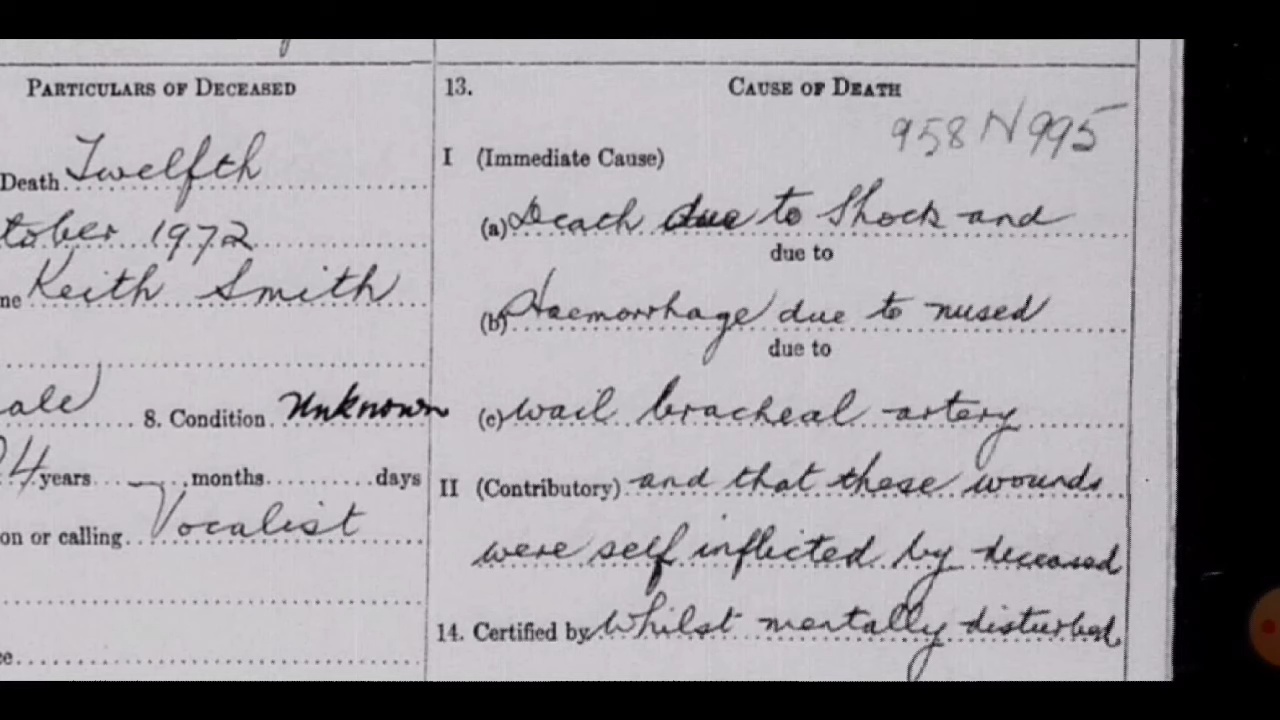 PARTICULARS OF DECEASED
Death Twelfth
tober 1972
ne Keith Smith
ale
8. Condition Unknown
4 years months days
on or calling Vocalist
e
13. CAUSE OF DEATH
958 N 995
I (Immediate Cause)
(a) Death due to Shock and
due to
(b) Haemorrhage due to nused
due to
(c) wail bracheal artery
II (Contributory) and that these wounds
were self inflicted by deceased
14. Certified by Whilst mentally disturbed